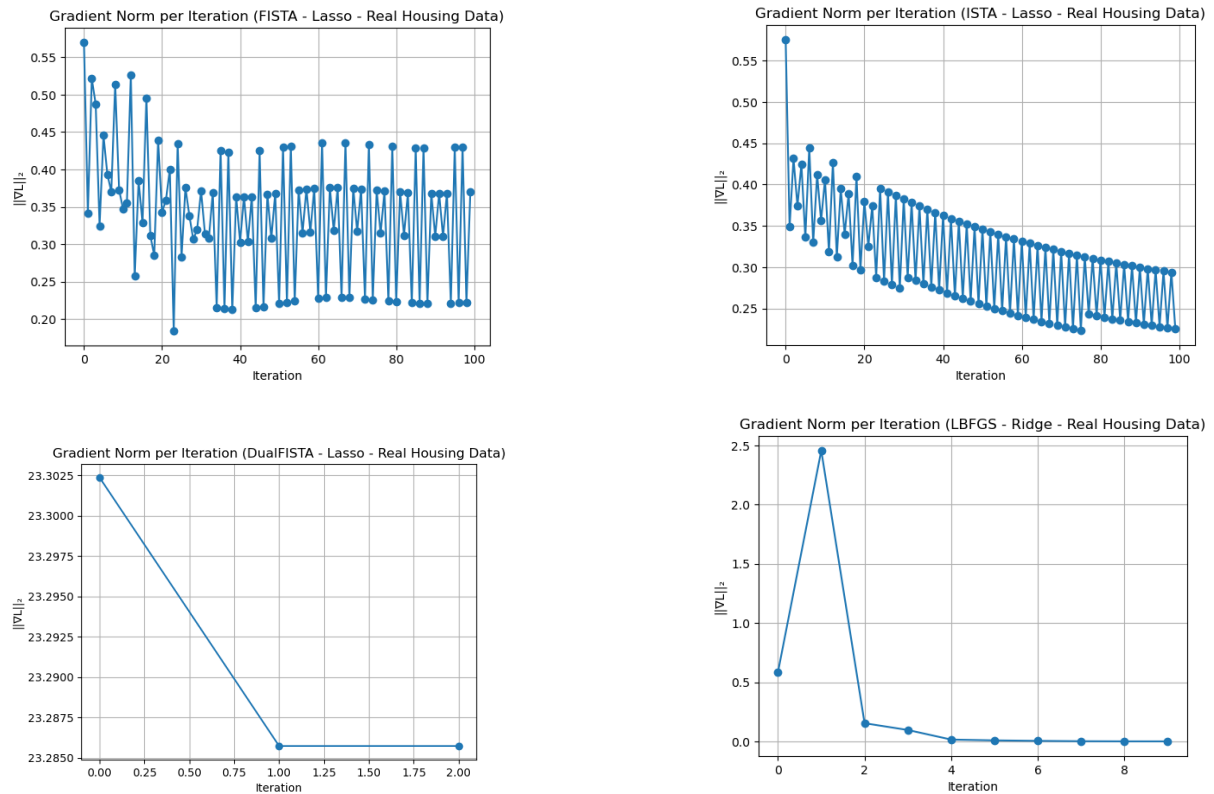 Gradient Norm per Iteration (FISTA - Lasso - Real Housing Data)
0.55
0.50
0.45
0.40
0.35
0.30
0.25
0.20
||∇L||₂
0 20 40 60 80 100
Iteration
Gradient Norm per Iteration (ISTA - Lasso - Real Housing Data)
0.55
0.50
0.45
0.40
0.35
0.30
0.25
||∇L||₂
0 20 40 60 80 100
Iteration
Gradient Norm per Iteration (DualFISTA - Lasso - Real Housing Data)
23.3025
23.3000
23.2975
23.2950
23.2925
23.2900
23.2875
23.2850
||∇L||₂
0.00 0.25 0.50 0.75 1.00 1.25 1.50 1.75 2.00
Iteration
Gradient Norm per Iteration (LBFGS - Ridge - Real Housing Data)
2.5
2.0
1.5
1.0
0.5
0.0
||∇L||₂
0 2 4 6 8
Iteration